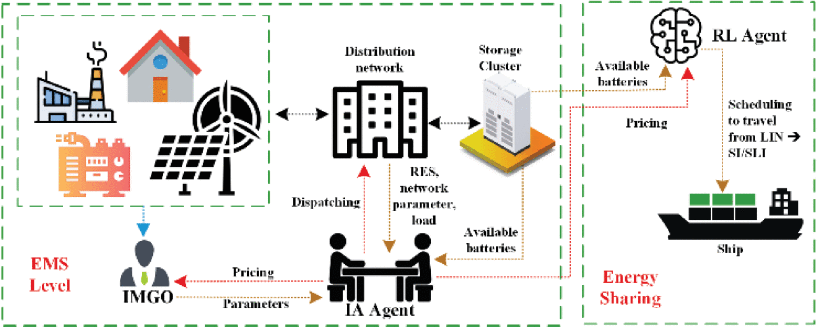 Distribution
network
Storage
Cluster
RL Agent
Available
batteries
Pricing
Scheduling
to travel
from LIN →
SI/SLI
RES,
network
parameter,
load
Dispatching
Available
batteries
Ship
EMS
Level
Pricing
IMGO
Parameters
IA Agent
Energy
Sharing